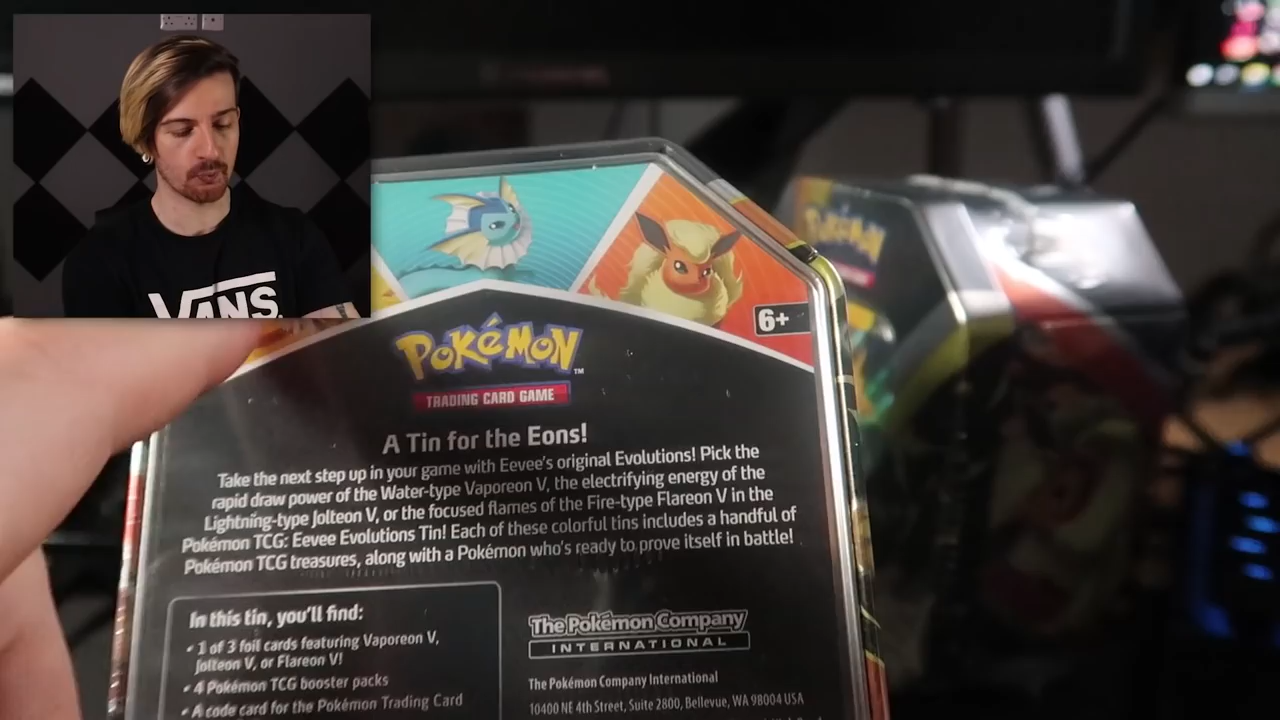 VANS
6+
Pokémon
Pokémon™
TRADING CARD GAME
A Tin for the Eons!
Take the next step up in your game with Eevee's original Evolutions! Pick the
rapid draw power of the Water-type Vaporeon V, the electrifying energy of the
Lightning-type Jolteon V, or the focused flames of the Fire-type Flareon V in the
Pokémon TCG: Eevee Evolutions Tin! Each of these colorful tins includes a handful of
Pokémon TCG treasures, along with a Pokémon who's ready to prove itself in battle!
In this tin, you'll find:
• 1 of 3 foil cards featuring Vaporeon V,
Jolteon V, or Flareon V!
• 4 Pokémon TCG booster packs
• A code card for the Pokémon Trading Card
The Pokémon Company
INTERNATIONAL
The Pokémon Company International
10400 NE 4th Street, Suite 2800, Bellevue, WA 98004 USA